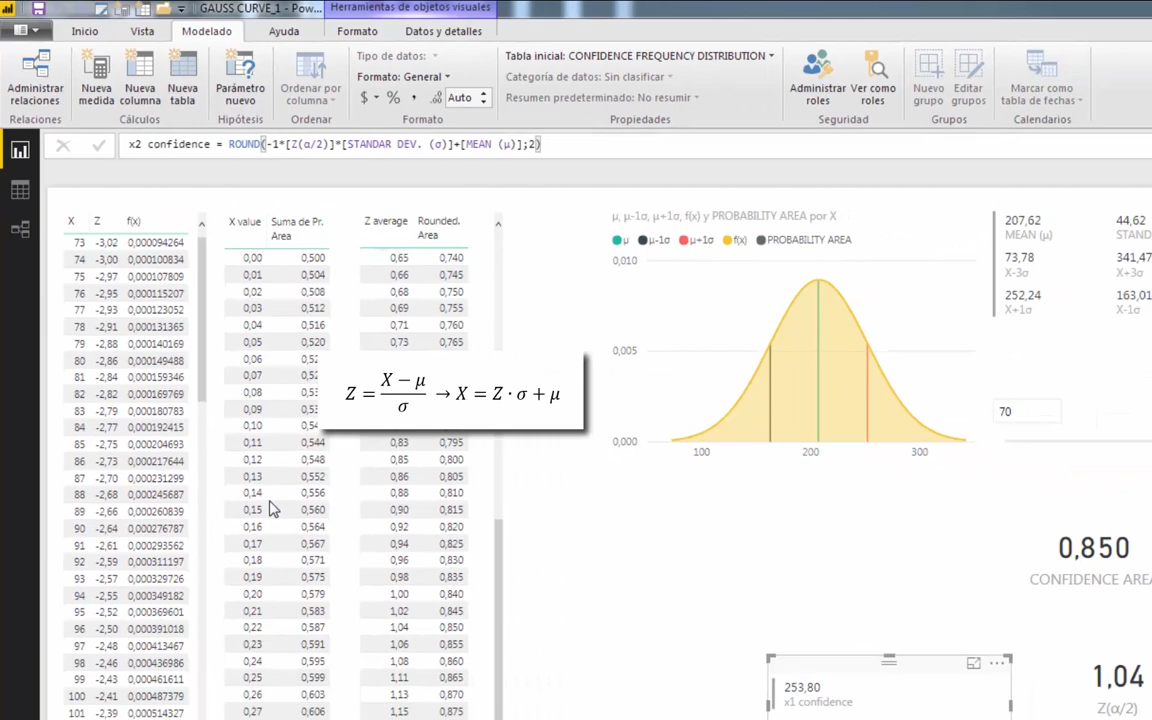 GAUSS CURVE_1 - Pow...
Herramientas de objetos visuales
Inicio Vista Modelado Ayuda Formato Datos y detalles
Administrar relaciones
Nueva medida
Nueva columna
Nueva tabla
Parámetro nuevo
Ordenar por columna
Tipo de datos:
Formato: General
$ % , .00 Auto
Tabla inicial: CONFIDENCE FREQUENCY DISTRIBUTION
Categoría de datos: Sin clasificar
Resumen predeterminado: No resumir
Administrar roles
Ver como roles
Nuevo grupo
Editar grupos
Marcar como tabla de fechas
Relaciones Cálculos Hipótesis Ordenar Formato Propiedades Seguridad Grupos Calendarios
x2 confidence = ROUND(-1*[Z(α/2)]*[STANDAR DEV. (σ)]+[MEAN (μ)];2)
X Z f(x)
73 -3,02 0,000094264
74 -3,00 0,000100834
75 -2,97 0,000107809
76 -2,95 0,000115207
77 -2,93 0,000123052
78 -2,91 0,000131365
79 -2,88 0,000140169
80 -2,86 0,000149488
81 -2,84 0,000159346
82 -2,82 0,000169769
83 -2,79 0,000180783
84 -2,77 0,000192415
85 -2,75 0,000204693
86 -2,73 0,000217644
87 -2,70 0,000231299
88 -2,68 0,000245687
89 -2,66 0,000260839
90 -2,64 0,000276787
91 -2,61 0,000293562
92 -2,59 0,000311197
93 -2,57 0,000329726
94 -2,55 0,000349182
95 -2,52 0,000369601
96 -2,50 0,000391018
97 -2,48 0,000413467
98 -2,46 0,000436986
99 -2,43 0,000461611
100 -2,41 0,000487379
101 -2,39 0,000514327
X value Suma de Pr. Area
0,00 0,500
0,01 0,504
0,02 0,508
0,03 0,512
0,04 0,516
0,05 0,520
0,06 0,52
0,07 0,52
0,08 0,53
0,09 0,53
0,10 0,54
0,11 0,544
0,12 0,548
0,13 0,552
0,14 0,556
0,15 0,560
0,16 0,564
0,17 0,567
0,18 0,571
0,19 0,575
0,20 0,579
0,21 0,583
0,22 0,587
0,23 0,591
0,24 0,595
0,25 0,599
0,26 0,603
0,27 0,606
Z average Rounded. Area
0,65 0,740
0,66 0,745
0,68 0,750
0,69 0,755
0,71 0,760
0,73 0,765
0,83 0,795
0,85 0,800
0,86 0,805
0,88 0,810
0,90 0,815
0,92 0,820
0,94 0,825
0,96 0,830
0,98 0,835
1,00 0,840
1,02 0,845
1,04 0,850
1,06 0,855
1,08 0,860
1,11 0,865
1,13 0,870
1,15 0,875
Z = (X − μ)/σ → X = Z · σ + μ
μ, μ-1σ, μ+1σ, f(x) y PROBABILITY AREA por X
μ μ-1σ μ+1σ f(x) PROBABILITY AREA
0,010
0,005
0,000
100 200 300
207,62
MEAN (μ)
44,62
STAND
73,78
X-3σ
341,47
X+3σ
252,24
X+1σ
163,01
X-1σ
70
0,850
CONFIDENCE AREA
253,80
x1 confidence
1,04
Z(α/2)